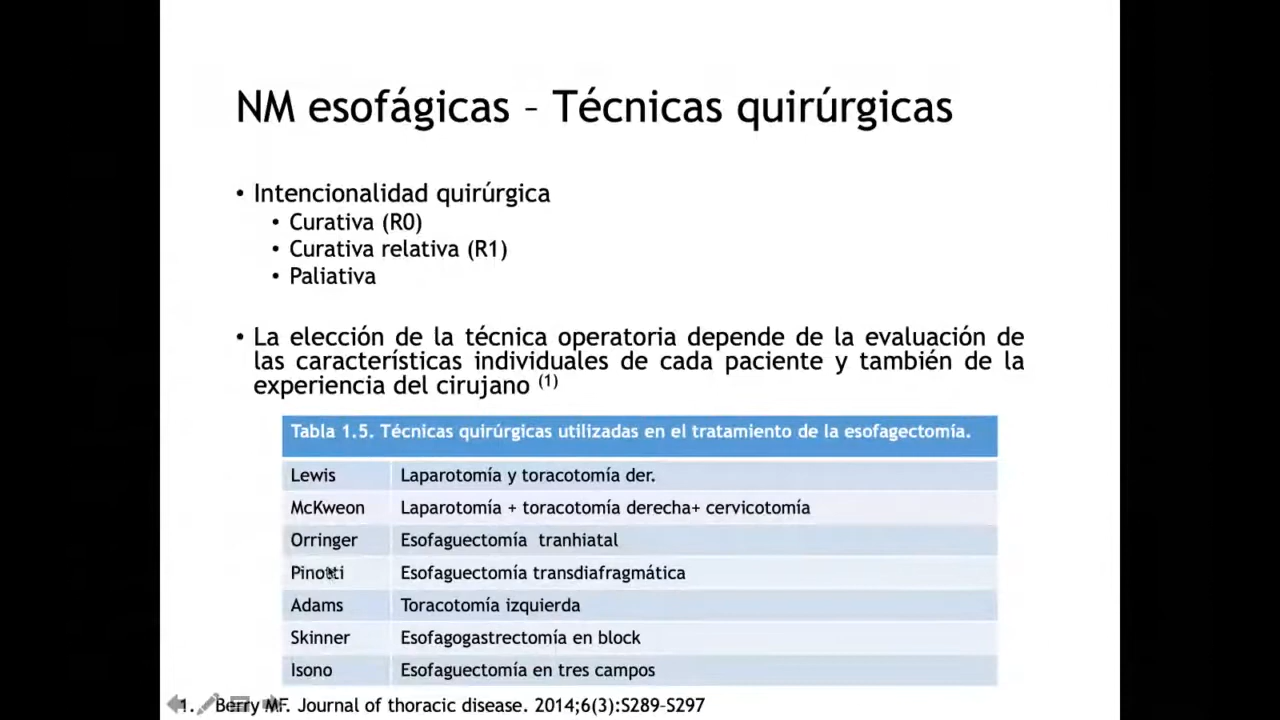 NM esofágicas – Técnicas quirúrgicas
• Intencionalidad quirúrgica
• Curativa (R0)
• Curativa relativa (R1)
• Paliativa
• La elección de la técnica operatoria depende de la evaluación de
las características individuales de cada paciente y también de la
experiencia del cirujano (1)
Tabla 1.5. Técnicas quirúrgicas utilizadas en el tratamiento de la esofagectomía.
Lewis Laparotomía y toracotomía der.
McKweon Laparotomía + toracotomía derecha+ cervicotomía
Orringer Esofaguectomía tranhiatal
Pinotti Esofaguectomía transdiafragmática
Adams Toracotomía izquierda
Skinner Esofagogastrectomía en block
Isono Esofaguectomía en tres campos
1. Berry MF. Journal of thoracic disease. 2014;6(3):S289-S297